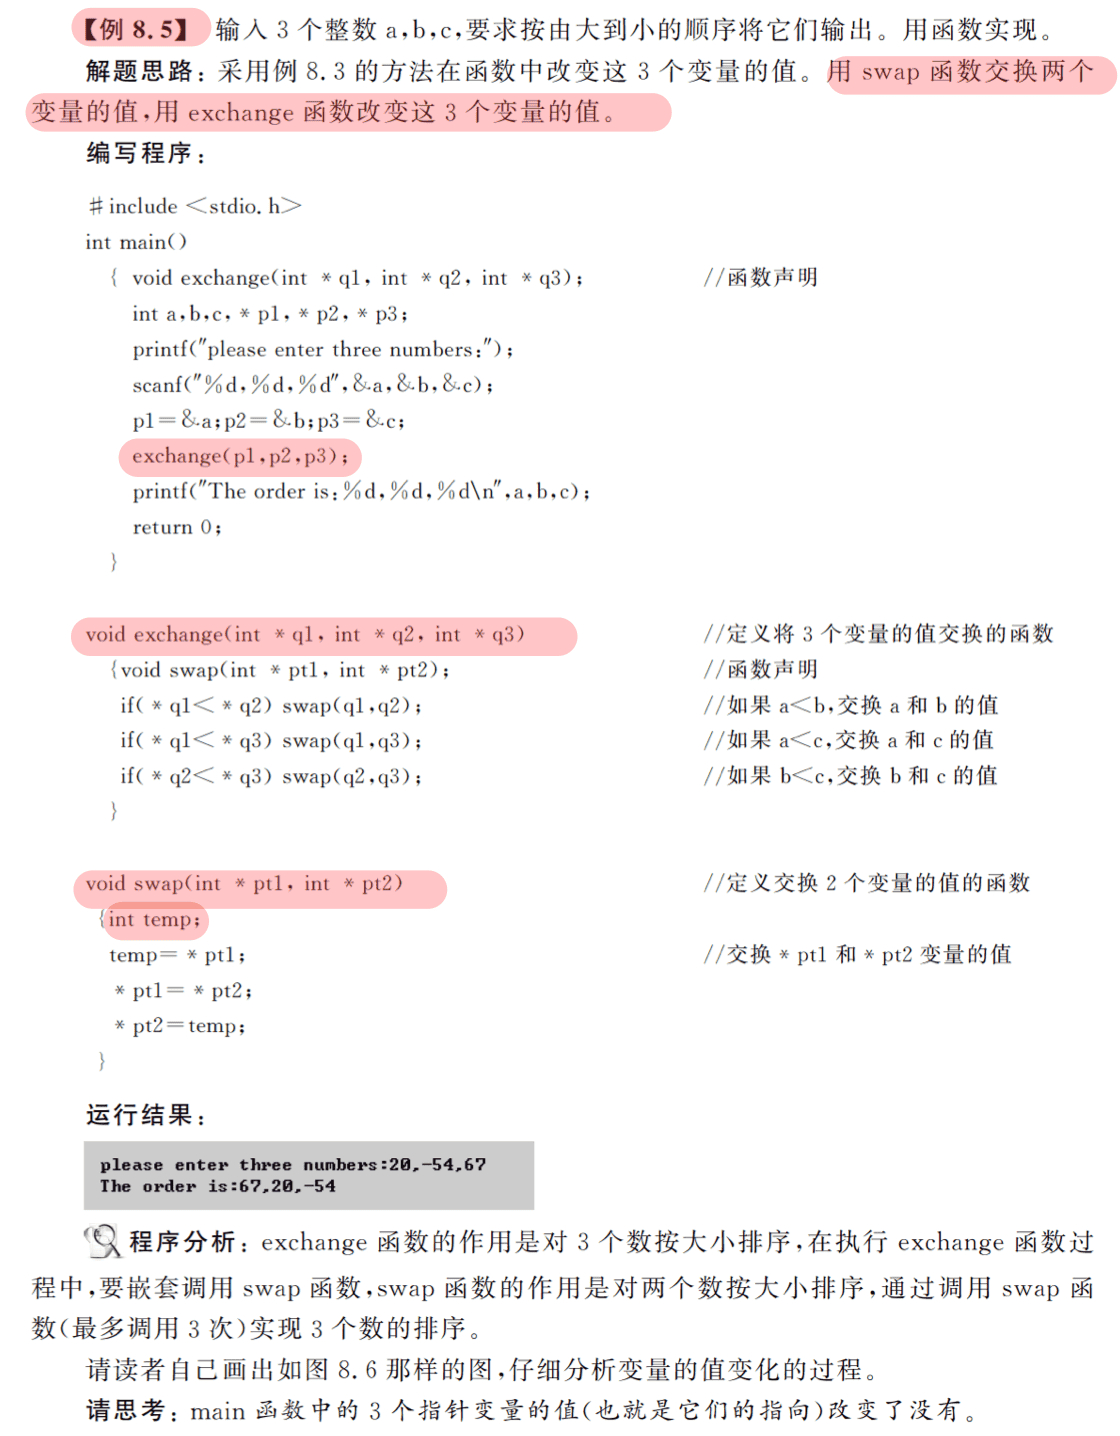 【例 8.5】 输入 3 个整数 a,b,c,要求按由大到小的顺序将它们输出。用函数实现。
解题思路: 采用例 8.3 的方法在函数中改变这 3 个变量的值。用 swap 函数交换两个
变量的值,用 exchange 函数改变这 3 个变量的值。
编写程序:
#include <stdio.h>
int main()
{ void exchange(int * q1, int * q2, int * q3); //函数声明
int a,b,c, * p1, * p2, * p3;
printf("please enter three numbers:");
scanf("%d,%d,%d",&a,&b,&c);
p1=&a;p2=&b;p3=&c;
exchange(p1,p2,p3);
printf("The order is:%d,%d,%d\n",a,b,c);
return 0;
}
void exchange(int * q1, int * q2, int * q3) //定义将 3 个变量的值交换的函数
{void swap(int * pt1, int * pt2); //函数声明
if( * q1< * q2) swap(q1,q2); //如果 a<b,交换 a 和 b 的值
if( * q1< * q3) swap(q1,q3); //如果 a<c,交换 a 和 c 的值
if( * q2< * q3) swap(q2,q3); //如果 b<c,交换 b 和 c 的值
}
void swap(int * pt1, int * pt2) //定义交换 2 个变量的值的函数
{int temp;
temp= * pt1; //交换 * pt1 和 * pt2 变量的值
* pt1= * pt2;
* pt2=temp;
}
运行结果:
please enter three numbers:20,-54,67
The order is:67,20,-54
程序分析: exchange 函数的作用是对 3 个数按大小排序,在执行 exchange 函数过
程中,要嵌套调用 swap 函数,swap 函数的作用是对两个数按大小排序,通过调用 swap 函
数(最多调用 3 次)实现 3 个数的排序。
请读者自己画出如图 8.6 那样的图,仔细分析变量的值变化的过程。
请思考: main 函数中的 3 个指针变量的值(也就是它们的指向)改变了没有。